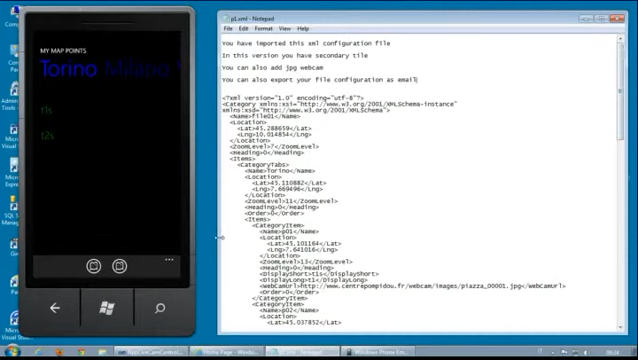 MY MAP POINTS
Torino Milano
t1s
t2s
p1.xml - Notepad
File Edit Format View Help
You have imported this xml configuration file
In this version you have secondary tile
You can also add jpg webcam
You can also export your file configuration as email
<?xml version="1.0" encoding="utf-8"?>
<Category xmlns:xsi="http://www.w3.org/2001/XMLSchema-instance"
xmlns:xsd="http://www.w3.org/2001/XMLSchema">
<Name>file01</Name>
<Location>
<Lat>45.288659</Lat>
<Lng>10.014854</Lng>
</Location>
<ZoomLevel>7</ZoomLevel>
<Heading>0</Heading>
<Items>
<CategoryTabs>
<Name>Torino</Name>
<Location>
<Lat>45.110882</Lat>
<Lng>7.669496</Lng>
</Location>
<ZoomLevel>11</ZoomLevel>
<Heading>0</Heading>
<Order>0</Order>
<Items>
<CategoryItem>
<Name>p01</Name>
<Location>
<Lat>45.101164</Lat>
<Lng>7.641016</Lng>
</Location>
<ZoomLevel>13</ZoomLevel>
<Heading>0</Heading>
<DisplayShort>t1s</DisplayShort>
<DisplayLong>t1</DisplayLong>
<WebCamUrl>http://www.centrepompidou.fr/webcam/images/piazza_00001.jpg</WebCamUrl>
<Order>0</Order>
</CategoryItem>
<CategoryItem>
<Name>p02</Name>
<Location>
<Lat>45.037852</Lat>
Home Page - Window...
Windows Phone Em...